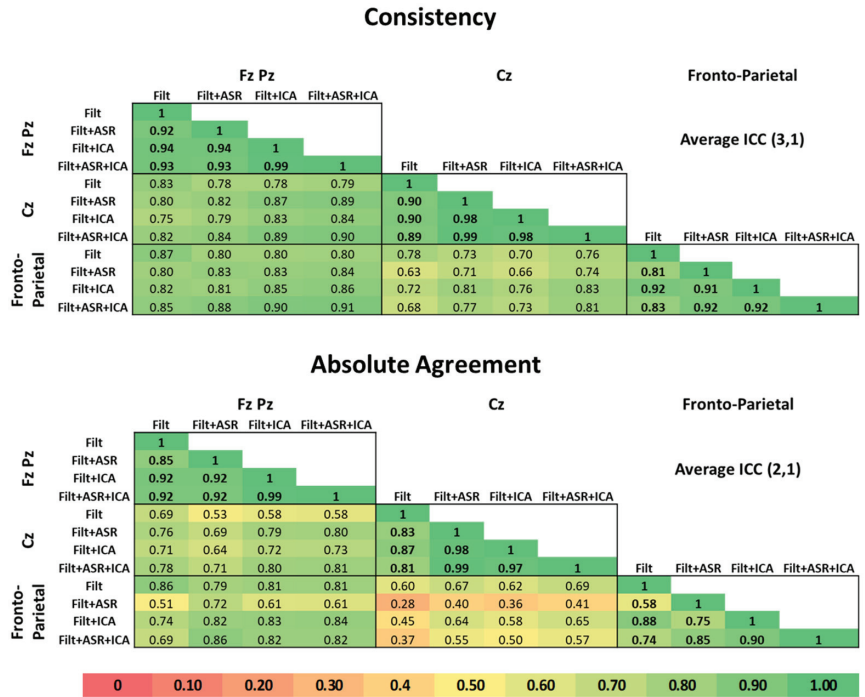 Consistency
Fz Pz Cz Fronto-Parietal
Filt Filt+ASR Filt+ICA Filt+ASR+ICA
Fz Pz
Filt 1
Filt+ASR 0.92 1
Filt+ICA 0.94 0.94 1
Filt+ASR+ICA 0.93 0.93 0.99 1
Average ICC (3,1)
Filt Filt+ASR Filt+ICA Filt+ASR+ICA
Cz
Filt 0.83 0.78 0.78 0.79 1
Filt+ASR 0.80 0.82 0.87 0.89 0.90 1
Filt+ICA 0.75 0.79 0.83 0.84 0.90 0.98 1
Filt+ASR+ICA 0.82 0.84 0.89 0.90 0.89 0.99 0.98 1
Filt Filt+ASR Filt+ICA Filt+ASR+ICA
Fronto-
Parietal
Filt 0.87 0.80 0.80 0.80 0.78 0.73 0.70 0.76 1
Filt+ASR 0.80 0.83 0.83 0.84 0.63 0.71 0.66 0.74 0.81 1
Filt+ICA 0.82 0.81 0.85 0.86 0.72 0.81 0.76 0.83 0.92 0.91 1
Filt+ASR+ICA 0.85 0.88 0.90 0.91 0.68 0.77 0.73 0.81 0.83 0.92 0.92 1
Absolute Agreement
Fz Pz Cz Fronto-Parietal
Filt Filt+ASR Filt+ICA Filt+ASR+ICA
Fz Pz
Filt 1
Filt+ASR 0.85 1
Filt+ICA 0.92 0.92 1
Filt+ASR+ICA 0.92 0.92 0.99 1
Average ICC (2,1)
Filt Filt+ASR Filt+ICA Filt+ASR+ICA
Cz
Filt 0.69 0.53 0.58 0.58 1
Filt+ASR 0.76 0.69 0.79 0.80 0.83 1
Filt+ICA 0.71 0.64 0.72 0.73 0.87 0.98 1
Filt+ASR+ICA 0.78 0.71 0.80 0.81 0.81 0.99 0.97 1
Filt Filt+ASR Filt+ICA Filt+ASR+ICA
Fronto-
Parietal
Filt 0.86 0.79 0.81 0.81 0.60 0.67 0.62 0.69 1
Filt+ASR 0.51 0.72 0.61 0.61 0.28 0.40 0.36 0.41 0.58 1
Filt+ICA 0.74 0.82 0.83 0.84 0.45 0.64 0.58 0.65 0.88 0.75 1
Filt+ASR+ICA 0.69 0.86 0.82 0.82 0.37 0.55 0.50 0.57 0.74 0.85 0.90 1
0 0.10 0.20 0.30 0.4 0.50 0.60 0.70 0.80 0.90 1.00